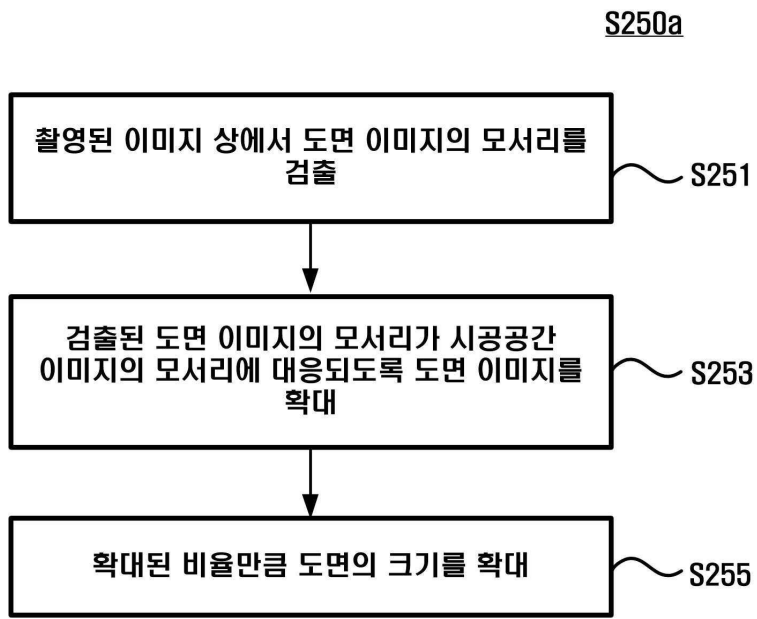 S250a
촬영된 이미지 상에서 도면 이미지의 모서리를
검출
S251
검출된 도면 이미지의 모서리가 시공공간
이미지의 모서리에 대응되도록 도면 이미지를
확대
S253
확대된 비율만큼 도면의 크기를 확대
S255